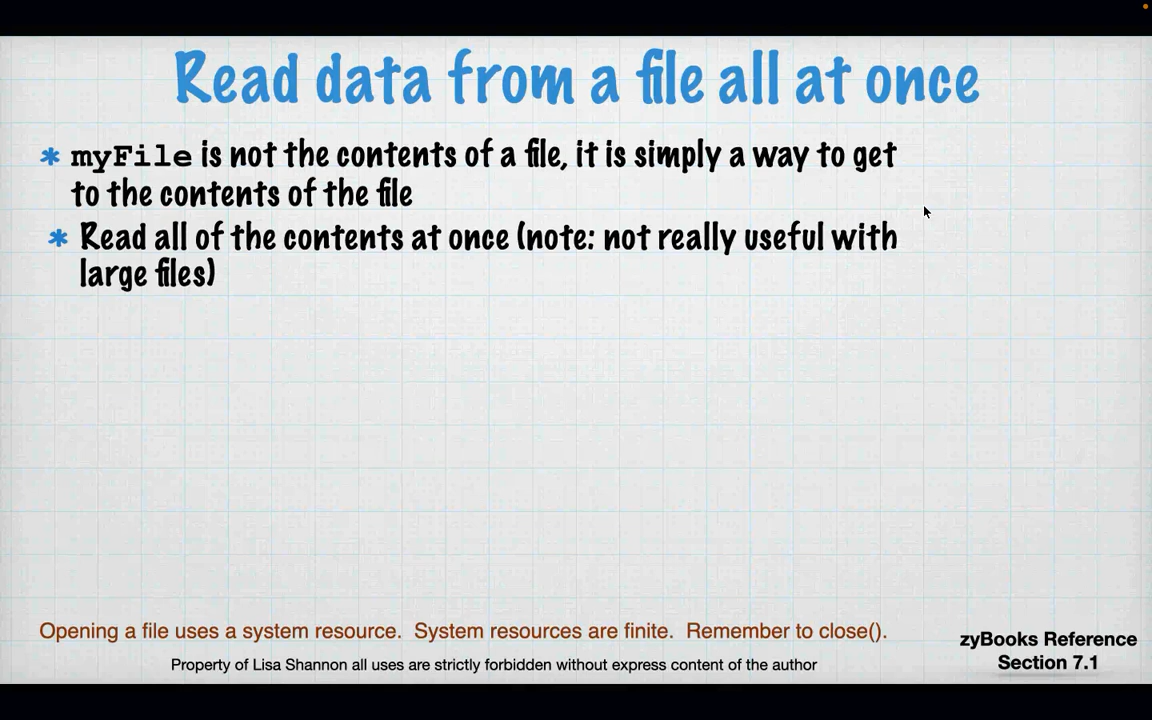 Read data from a file all at once
* myFile is not the contents of a file, it is simply a way to get
to the contents of the file
* Read all of the contents at once (note: not really useful with
large files)
Opening a file uses a system resource. System resources are finite. Remember to close().
zyBooks Reference
Section 7.1
Property of Lisa Shannon all uses are strictly forbidden without express content of the author